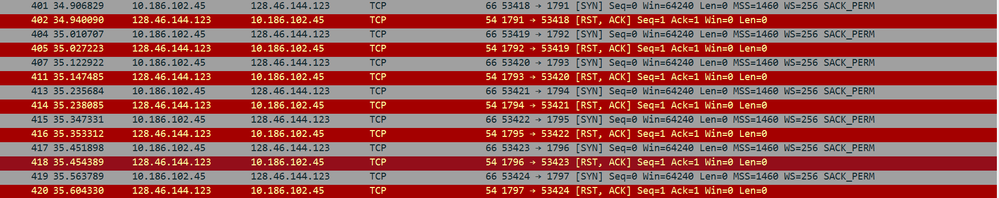 401 34.906829 10.186.102.45 128.46.144.123 TCP 66 53418 → 1791 [SYN] Seq=0 Win=64240 Len=0 MSS=1460 WS=256 SACK_PERM
402 34.940090 128.46.144.123 10.186.102.45 TCP 54 1791 → 53418 [RST, ACK] Seq=1 Ack=1 Win=0 Len=0
404 35.010707 10.186.102.45 128.46.144.123 TCP 66 53419 → 1792 [SYN] Seq=0 Win=64240 Len=0 MSS=1460 WS=256 SACK_PERM
405 35.027223 128.46.144.123 10.186.102.45 TCP 54 1792 → 53419 [RST, ACK] Seq=1 Ack=1 Win=0 Len=0
407 35.122922 10.186.102.45 128.46.144.123 TCP 66 53420 → 1793 [SYN] Seq=0 Win=64240 Len=0 MSS=1460 WS=256 SACK_PERM
411 35.147485 128.46.144.123 10.186.102.45 TCP 54 1793 → 53420 [RST, ACK] Seq=1 Ack=1 Win=0 Len=0
413 35.235684 10.186.102.45 128.46.144.123 TCP 66 53421 → 1794 [SYN] Seq=0 Win=64240 Len=0 MSS=1460 WS=256 SACK_PERM
414 35.238085 128.46.144.123 10.186.102.45 TCP 54 1794 → 53421 [RST, ACK] Seq=1 Ack=1 Win=0 Len=0
415 35.347331 10.186.102.45 128.46.144.123 TCP 66 53422 → 1795 [SYN] Seq=0 Win=64240 Len=0 MSS=1460 WS=256 SACK_PERM
416 35.353312 128.46.144.123 10.186.102.45 TCP 54 1795 → 53422 [RST, ACK] Seq=1 Ack=1 Win=0 Len=0
417 35.451898 10.186.102.45 128.46.144.123 TCP 66 53423 → 1796 [SYN] Seq=0 Win=64240 Len=0 MSS=1460 WS=256 SACK_PERM
418 35.454389 128.46.144.123 10.186.102.45 TCP 54 1796 → 53423 [RST, ACK] Seq=1 Ack=1 Win=0 Len=0
419 35.563789 10.186.102.45 128.46.144.123 TCP 66 53424 → 1797 [SYN] Seq=0 Win=64240 Len=0 MSS=1460 WS=256 SACK_PERM
420 35.604330 128.46.144.123 10.186.102.45 TCP 54 1797 → 53424 [RST, ACK] Seq=1 Ack=1 Win=0 Len=0